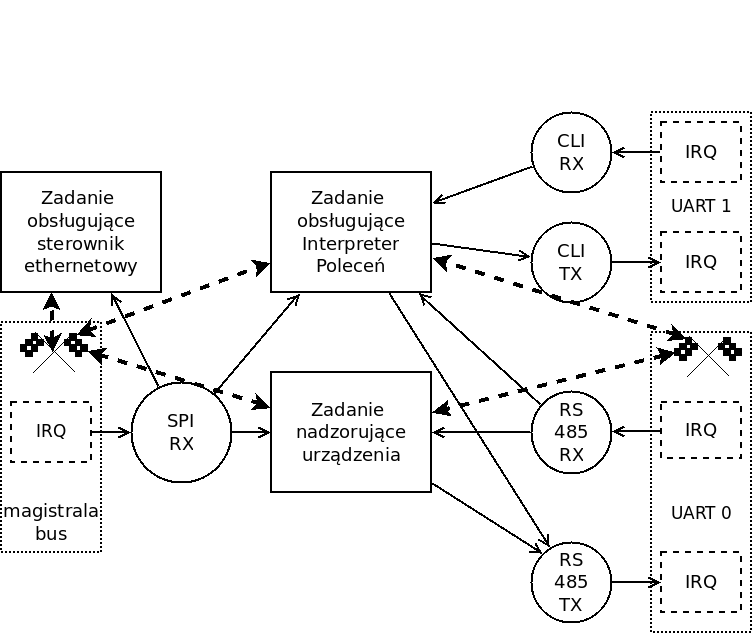 CLI
RX
IRQ
UART 1
CLI
TX
IRQ
Zadanie
obsługujące
sterownik
ethernetowy
Zadanie
obsługujące
Interpreter
Poleceń
IRQ
magistrala
bus
SPI
RX
Zadanie
nadzorujące
urządzenia
RS
485
RX
IRQ
UART 0
RS
485
TX
IRQ